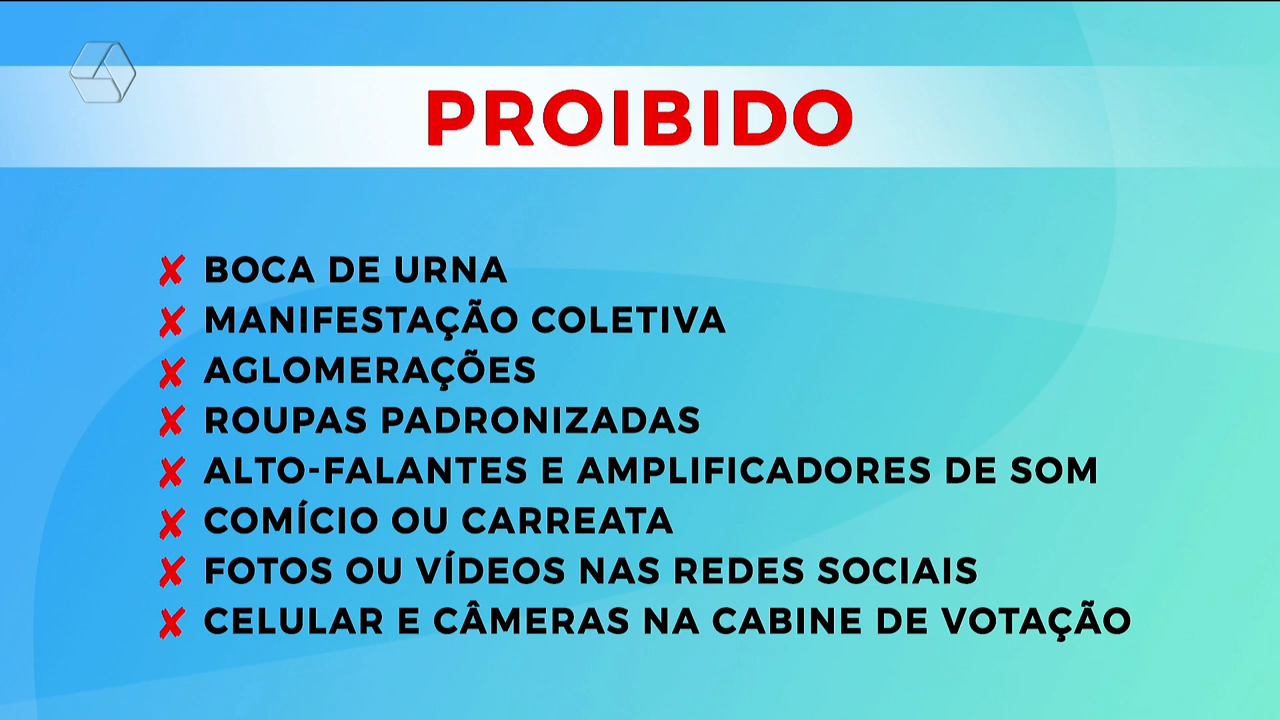 PROIBIDO
✘ BOCA DE URNA
✘ MANIFESTAÇÃO COLETIVA
✘ AGLOMERAÇÕES
✘ ROUPAS PADRONIZADAS
✘ ALTO-FALANTES E AMPLIFICADORES DE SOM
✘ COMÍCIO OU CARREATA
✘ FOTOS OU VÍDEOS NAS REDES SOCIAIS
✘ CELULAR E CÂMERAS NA CABINE DE VOTAÇÃO